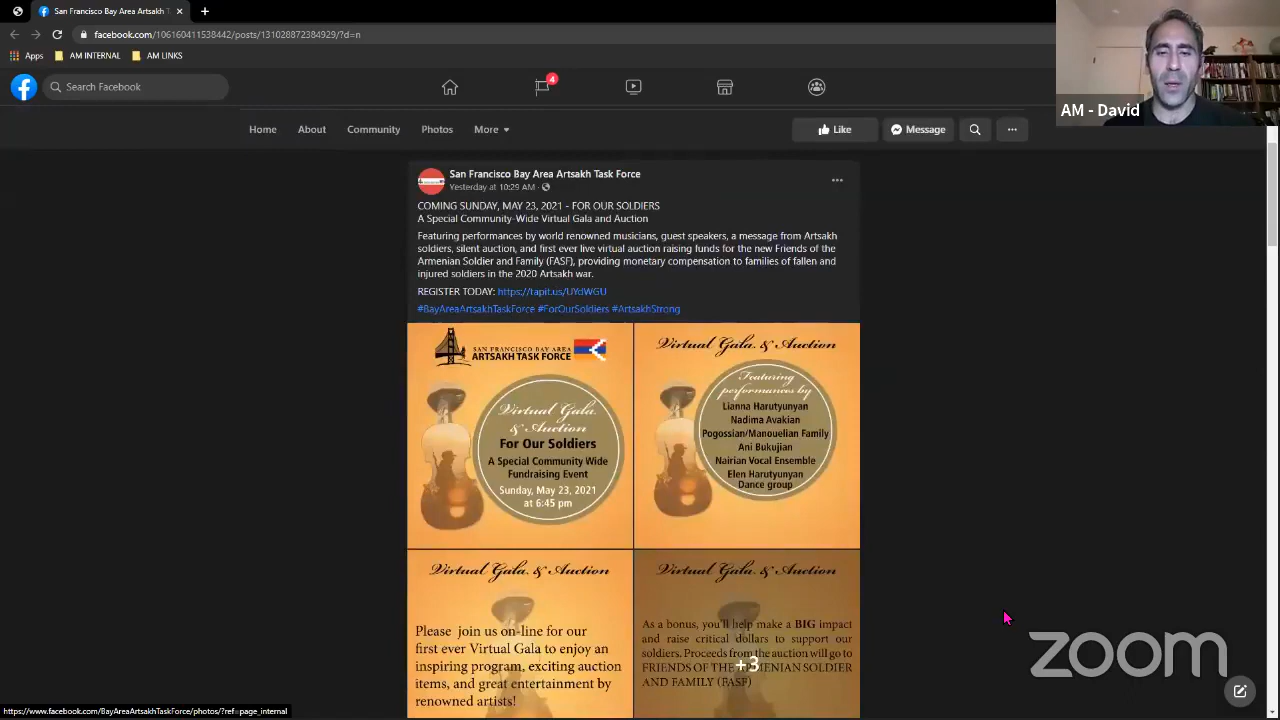 San Francisco Bay Area Artsakh T
facebook.com/106160411538442/posts/131028872384929/?d=n
Apps AM INTERNAL AM LINKS
Search Facebook
4
Home About Community Photos More Like Message
AM - David
San Francisco Bay Area Artsakh Task Force
Yesterday at 10:29 AM ·
COMING SUNDAY, MAY 23, 2021 - FOR OUR SOLDIERS
A Special Community-Wide Virtual Gala and Auction
Featuring performances by world renowned musicians, guest speakers, a message from Artsakh
soldiers, silent auction, and first ever live virtual auction raising funds for the new Friends of the
Armenian Soldier and Family (FASF), providing monetary compensation to families of fallen and
injured soldiers in the 2020 Artsakh war.
REGISTER TODAY: https://tapit.us/UYdWGU
#BayAreaArtsakhTaskForce #ForOurSoldiers #ArtsakhStrong
SAN FRANCISCO BAY AREA
ARTSAKH TASK FORCE
Virtual Gala
& Auction
For Our Soldiers
A Special Community Wide
Fundraising Event
Sunday, May 23, 2021
at 6:45 pm
Virtual Gala & Auction
Featuring
performances by
Lianna Harutyunyan
Nadima Avakian
Pogossian/Manouelian Family
Ani Bukujian
Nairian Vocal Ensemble
Elen Harutyunyan
Dance group
Virtual Gala & Auction
Please join us on-line for our
first ever Virtual Gala to enjoy an
inspiring program, exciting auction
items, and great entertainment by
renowned artists!
Virtual Gala & Auction
As a bonus, you'll help make a BIG impact
and raise critical dollars to support our
soldiers. Proceeds from the auction will go to
FRIENDS OF THE MENIAN SOLDIER
AND FAMILY (FASF)
+3
zoom
https://www.facebook.com/BayAreaArtsakhTaskForce/photos/?ref=page_internal